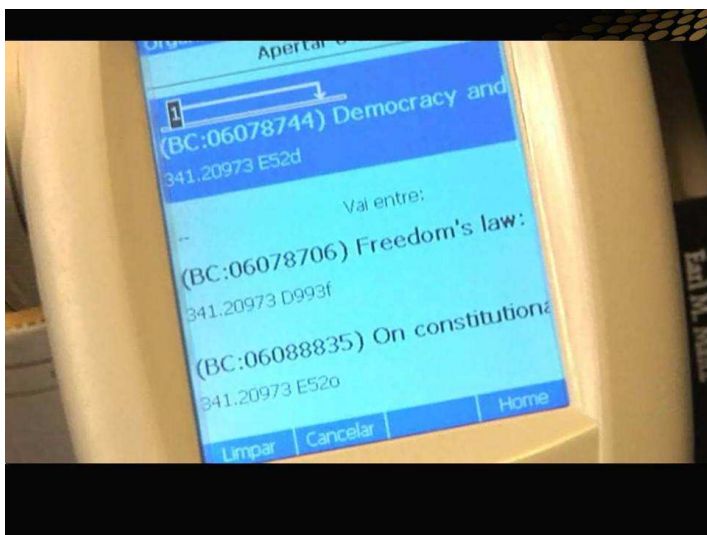 Apertar
1
(BC:06078744) Democracy and
341.20973 E52d
Vai entre:
--
(BC:06078706) Freedom's law:
341.20973 D993f
(BC:06088835) On constitutiona
341.20973 E52o
Limpar Cancelar Home
Earl M.